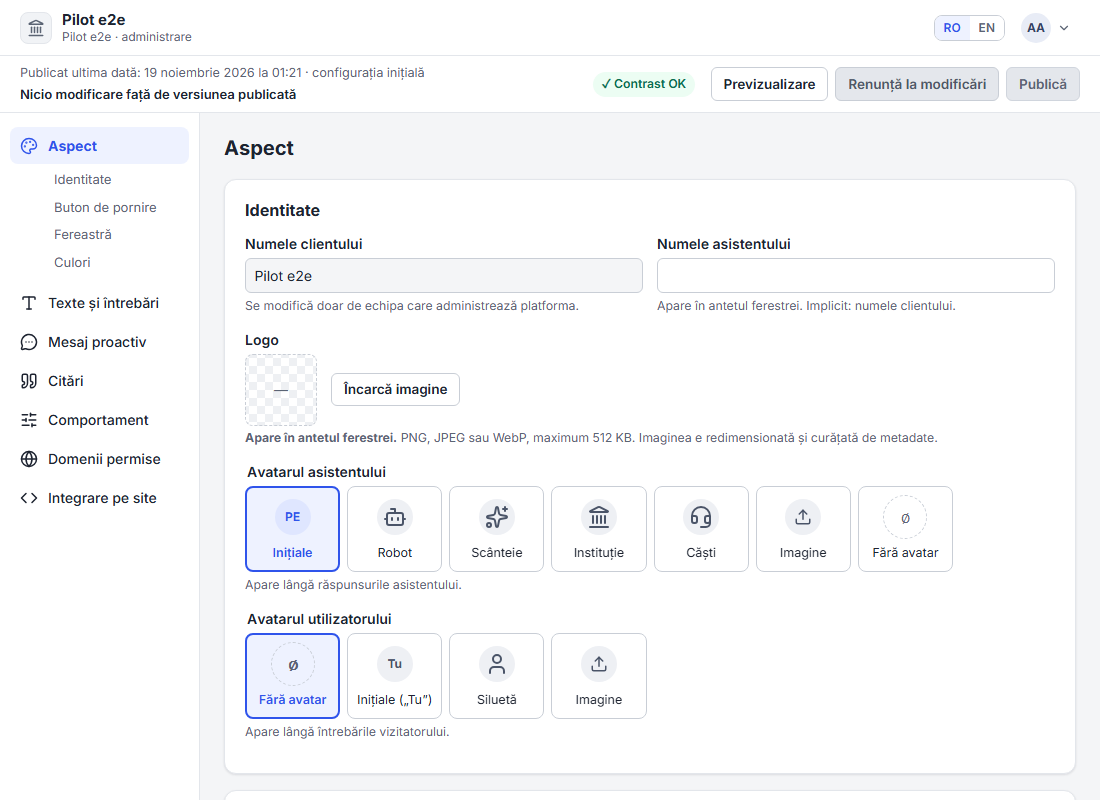 Pilot e2e
Pilot e2e · administrare
RO EN AA
Publicat ultima dată: 19 noiembrie 2026 la 01:21 · configurația inițială
Nicio modificare față de versiunea publicată
✓ Contrast OK
Previzualizare
Renunță la modificări
Publică
Aspect
Identitate
Buton de pornire
Fereastră
Culori
Texte și întrebări
Mesaj proactiv
Citări
Comportament
Domenii permise
Integrare pe site
Aspect
Identitate
Numele clientului
Pilot e2e
Se modifică doar de echipa care administrează platforma.
Numele asistentului
Apare în antetul ferestrei. Implicit: numele clientului.
Logo
—
Încarcă imagine
Apare în antetul ferestrei. PNG, JPEG sau WebP, maximum 512 KB. Imaginea e redimensionată și curățată de metadate.
Avatarul asistentului
PE
Inițiale
Robot
Scânteie
Instituție
Căști
Imagine
ø
Fără avatar
Apare lângă răspunsurile asistentului.
Avatarul utilizatorului
ø
Fără avatar
Tu
Inițiale („Tu”)
Siluetă
Imagine
Apare lângă întrebările vizitatorului.